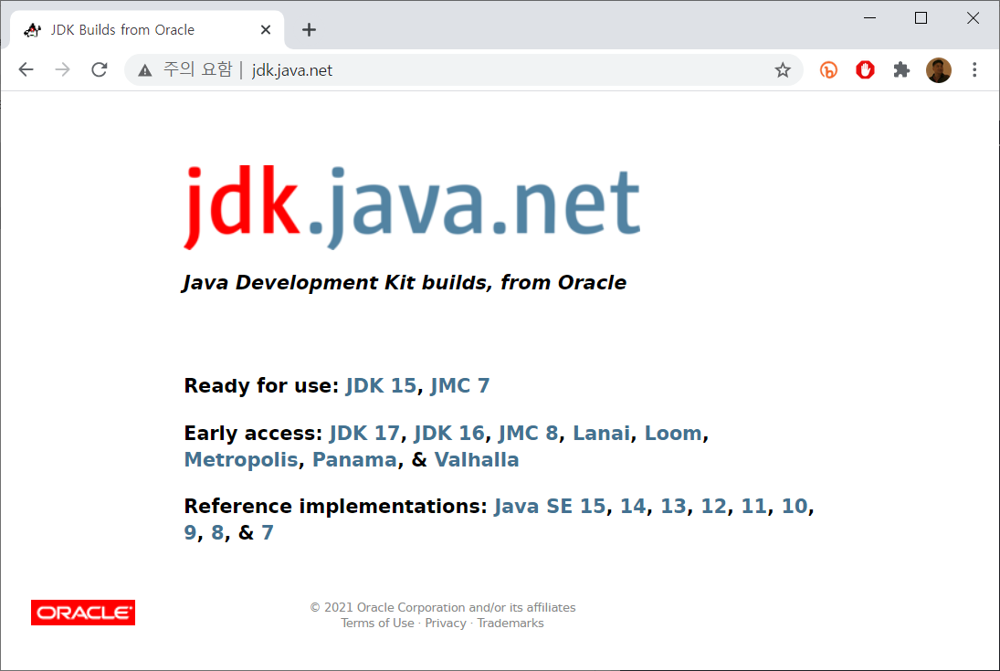 JDK Builds from Oracle
주의 요함 | jdk.java.net
jdk.java.net
Java Development Kit builds, from Oracle
Ready for use: JDK 15, JMC 7
Early access: JDK 17, JDK 16, JMC 8, Lanai, Loom,
Metropolis, Panama, & Valhalla
Reference implementations: Java SE 15, 14, 13, 12, 11, 10,
9, 8, & 7
ORACLE
© 2021 Oracle Corporation and/or its affiliates
Terms of Use · Privacy · Trademarks